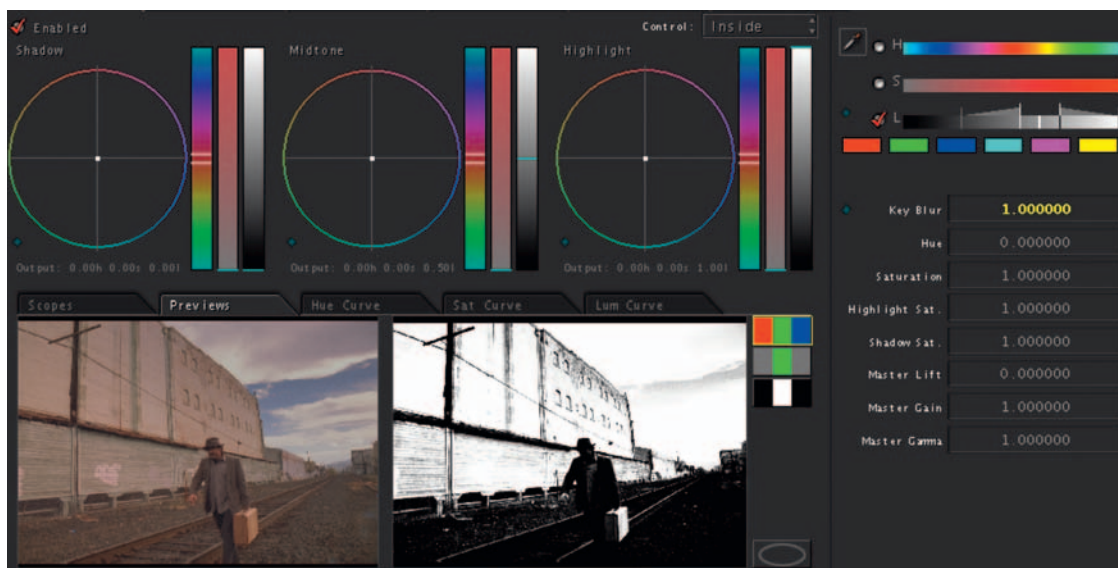 Enabled
Control: Inside
Shadow
Midtone
Highlight
H
S
L
Output: 0.00h 0.00s 0.00l
Output: 0.00h 0.00s 0.50l
Output: 0.00h 0.00s 1.00l
Key Blur 1.000000
Hue 0.000000
Saturation 1.000000
Highlight Sat. 1.000000
Shadow Sat. 1.000000
Master Lift 0.000000
Master Gain 1.000000
Master Gamma 1.000000
Scopes
Previews
Hue Curve
Sat Curve
Lum Curve